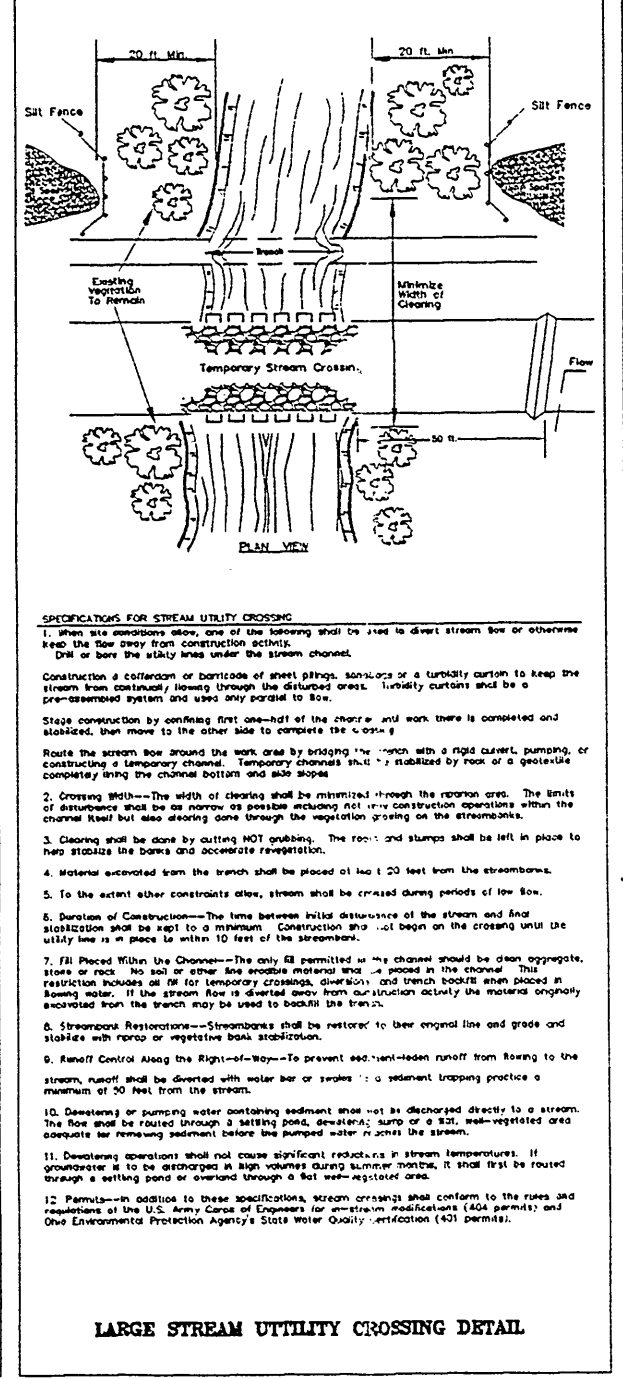 20 ft. Min.
20 ft. Min
Silt Fence
Silt Fence
Spoil
Spoil
Trench
Existing
Vegitation
To Remain
Minimize
Width of
Clearing
Temporary Stream Crossin
Flow
50 ft.
PLAN VIEW
SPECIFICATIONS FOR STREAM UTILITY CROSSING
1. When site conditions allow, one of the following shall be used to divert stream flow or otherwise
keep the flow away from construction activity.
Drill or bore the utility lines under the stream channel.
Construction a cofferdam or barricade of sheet pilings, sandbags or a turbidity curtain to keep the
stream from continually flowing through the disturbed areas. Turbidity curtains shall be a
pre-assembled system and used only parallel to flow.
Stage construction by confining first one-half of the channel until work there is completed and
stabilized, then move to the other side to complete the crossing
Route the stream flow around the work area by bridging the trench with a rigid culvert, pumping, or
constructing a temporary channel. Temporary channels shall be stabilized by rock or a geotextile
completely lining the channel bottom and side slopes
2. Crossing Width--The width of clearing shall be minimized through the riparian area. The limits
of disturbance shall be as narrow as possible including not only construction operations within the
channel itself but also clearing done through the vegetation growing on the streambanks.
3. Clearing shall be done by cutting NOT grubbing. The roots and stumps shall be left in place to
help stabilize the banks and accelerate revegetation.
4. Material excavated from the trench shall be placed at least 20 feet from the streambanks.
5. To the extent other constraints allow, stream shall be crossed during periods of low flow.
6. Duration of Construction--The time between initial disturbance of the stream and final
stabilization shall be kept to a minimum. Construction shall not begin on the crossing until the
utility line is in place to within 10 feet of the streambank.
7. Fill Placed Within the Channel--The only fill permitted in the channel should be clean aggregate,
stone or rock. No soil or other fine erodible material shall be placed in the channel. This
restriction includes all fill for temporary crossings, diversions, and trench backfill when placed in
flowing water. If the stream flow is diverted away from construction activity the material originally
excavated from the trench may be used to backfill the trench.
8. Streambank Restorations--Streambanks shall be restored to their original line and grade and
stabilize with riprap or vegetative bank stabilization.
9. Runoff Control Along the Right-of-Way--To prevent sediment-leden runoff from flowing to the
stream, runoff shall be diverted with water bar or swales to a sediment trapping practice a
minimum of 50 feet from the stream.
10. Dewatering or pumping water containing sediment shall not be discharged directly to a stream.
The flow shall be routed through a settling pond, dewatering sump or a flat, well-vegetated area
adequate for removing sediment before the pumped water reaches the stream.
11. Dewatering operations shall not cause significant reductions in stream temperatures. If
groundwater is to be discharged in high volumes during summer months, it shall first be routed
through a settling pond or overland through a flat well-vegetated area.
12 Permits--In addition to these specifications, stream crossings shall conform to the rules and
regulations of the U.S. Army Corps of Engineers for in-stream modifications (404 permits) and
Ohio Environmental Protection Agency's State Water Quality Certification (401 permits).
LARGE STREAM UTTILITY CROSSING DETAIL